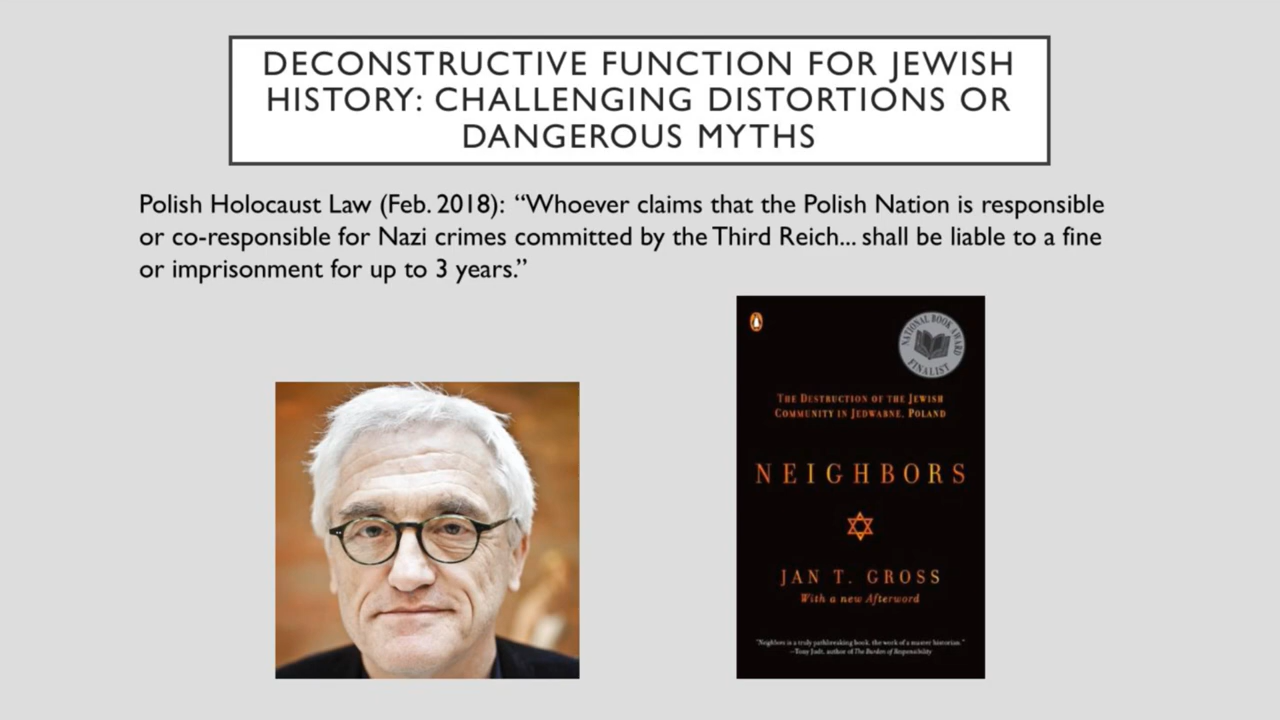 DECONSTRUCTIVE FUNCTION FOR JEWISH
HISTORY: CHALLENGING DISTORTIONS OR
DANGEROUS MYTHS
Polish Holocaust Law (Feb. 2018): “Whoever claims that the Polish Nation is responsible
or co-responsible for Nazi crimes committed by the Third Reich... shall be liable to a fine
or imprisonment for up to 3 years.”
NATIONAL BOOK AWARD
FINALIST
THE DESTRUCTION OF THE JEWISH
COMMUNITY IN JEDWABNE, POLAND
NEIGHBORS
JAN T. GROSS
With a new Afterword
"Neighbors is a truly pathbreaking book, the work of a master historian."
—Tony Judt, author of The Burden of Responsibility